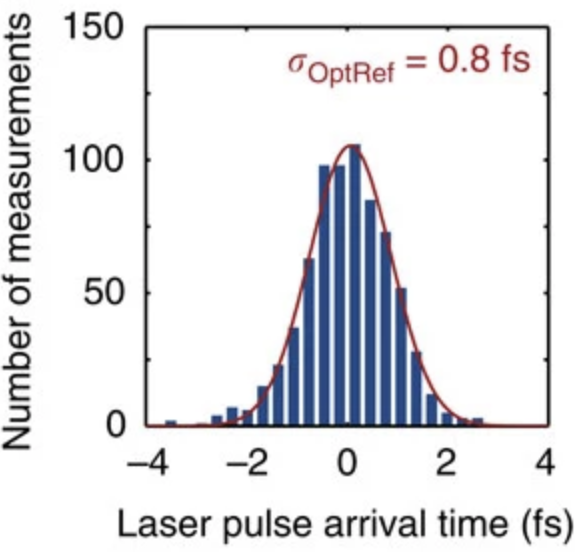 150
σOptRef = 0.8 fs
100
50
0
Number of measurements
–4 –2 0 2 4
Laser pulse arrival time (fs)